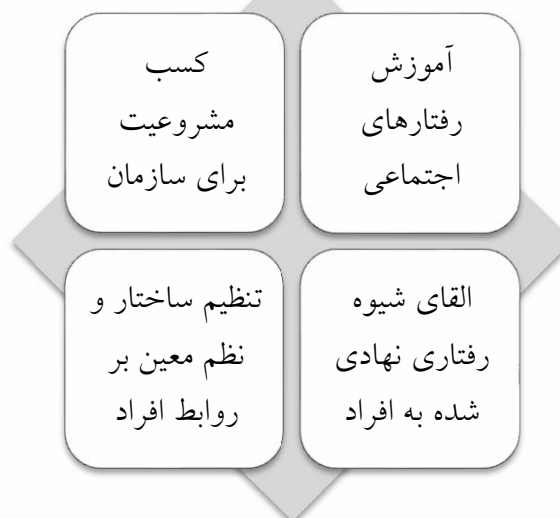 آموزش
رفتارهای
اجتماعی
کسب
مشروعیت
برای سازمان
القای شیوه
رفتاری نهادی
شده به افراد
تنظیم ساختار و
نظم معین بر
روابط افراد